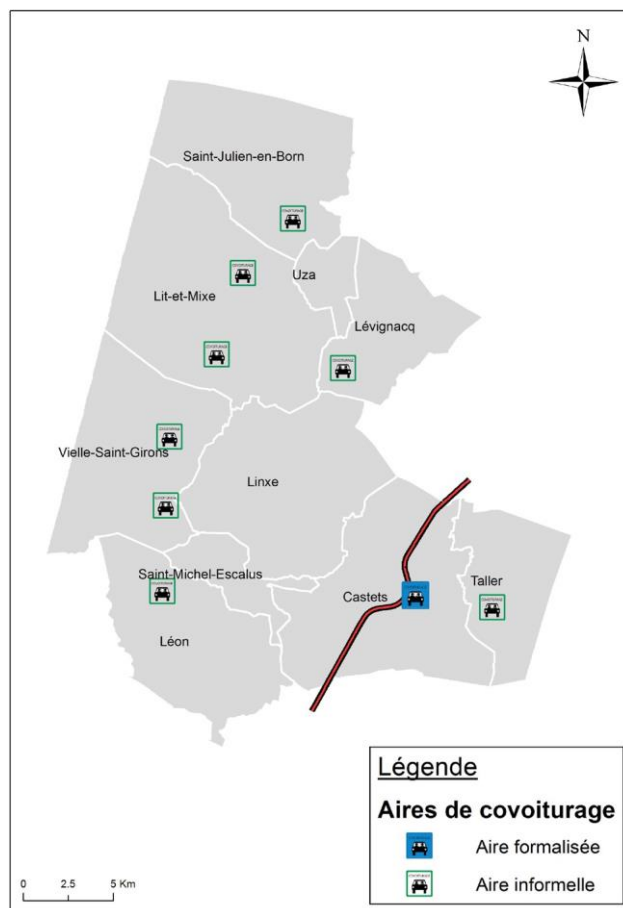 N
Saint-Julien-en-Born
Uza
Lit-et-Mixe
Lévignacq
Vielle-Saint-Girons
Linxe
Saint-Michel-Escalus
Taller
Castets
Léon
Légende
Aires de covoiturage
Aire formalisée
Aire informelle
0 2.5 5 Km